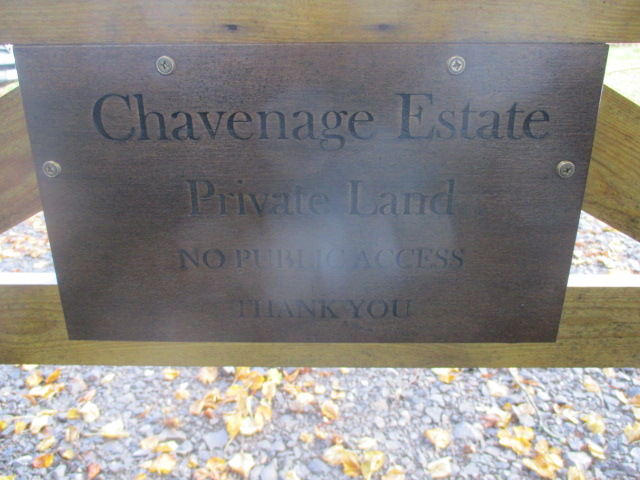 Chavenage Estate
Private Land
NO PUBLIC ACCESS
THANK YOU